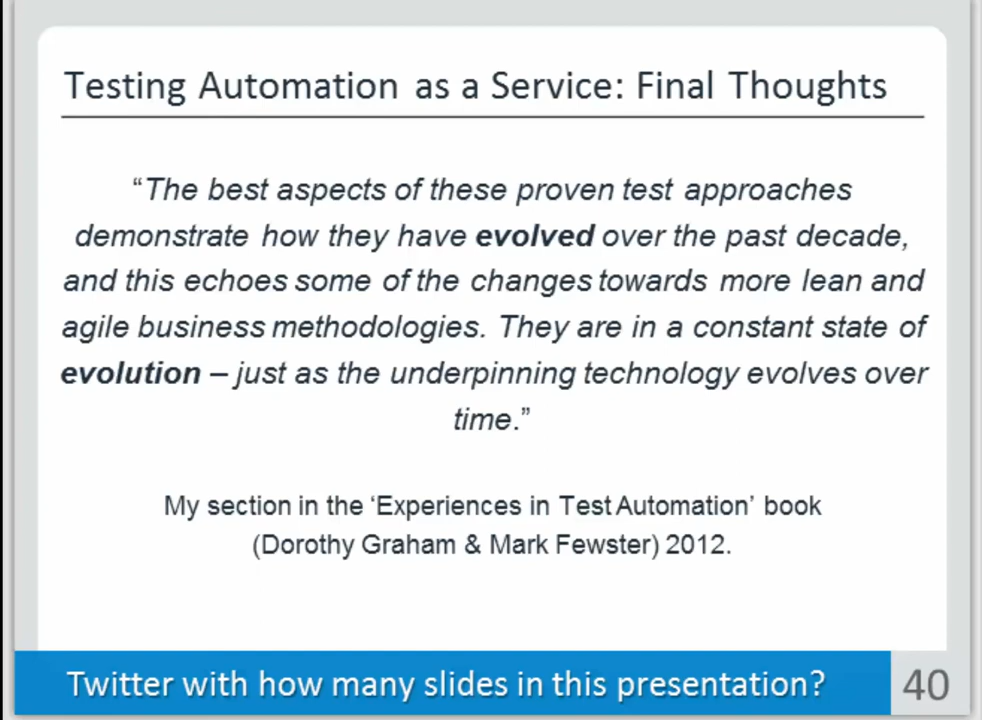 Testing Automation as a Service: Final Thoughts
“The best aspects of these proven test approaches
demonstrate how they have evolved over the past decade,
and this echoes some of the changes towards more lean and
agile business methodologies. They are in a constant state of
evolution – just as the underpinning technology evolves over
time.”
My section in the ‘Experiences in Test Automation’ book
(Dorothy Graham & Mark Fewster) 2012.
Twitter with how many slides in this presentation?
40